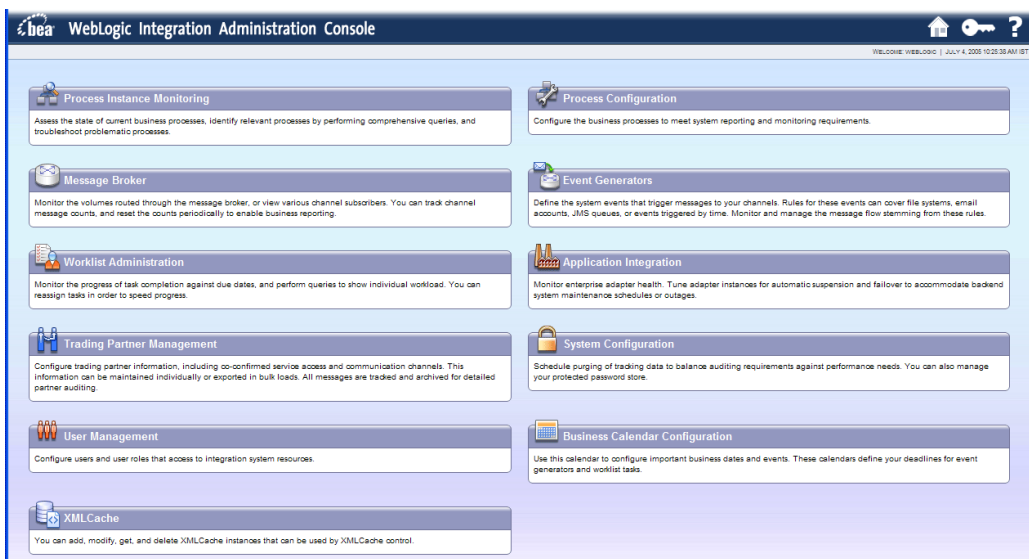 bea WebLogic Integration Administration Console
?
WELCOME: WEBLOGIC | JULY 4, 2005 10:25:38 AM IST
Process Instance Monitoring
Assess the state of current business processes, identify relevant processes by performing comprehensive queries, and
troubleshoot problematic processes.
Process Configuration
Configure the business processes to meet system reporting and monitoring requirements.
Message Broker
Monitor the volumes routed through the message broker, or view various channel subscribers. You can track channel
message counts, and reset the counts periodically to enable business reporting.
Event Generators
Define the system events that trigger messages to your channels. Rules for these events can cover file systems, email
accounts, JMS queues, or events triggered by time. Monitor and manage the message flow stemming from these rules.
Worklist Administration
Monitor the progress of task completion against due dates, and perform queries to show individual workload. You can
reassign tasks in order to speed progress.
Application Integration
Monitor enterprise adapter health. Tune adapter instances for automatic suspension and failover to accommodate backend
system maintenance schedules or outages.
Trading Partner Management
Configure trading partner information, including co-confirmed service access and communication channels. This
information can be maintained individually or exported in bulk loads. All messages are tracked and archived for detailed
partner auditing.
System Configuration
Schedule purging of tracking data to balance auditing requirements against performance needs. You can also manage
your protected password store.
User Management
Configure users and user roles that access to integration system resources.
Business Calendar Configuration
Use this calendar to configure important business dates and events. These calendars define your deadlines for event
generators and worklist tasks.
XMLCache
You can add, modify, get, and delete XMLCache instances that can be used by XMLCache control.